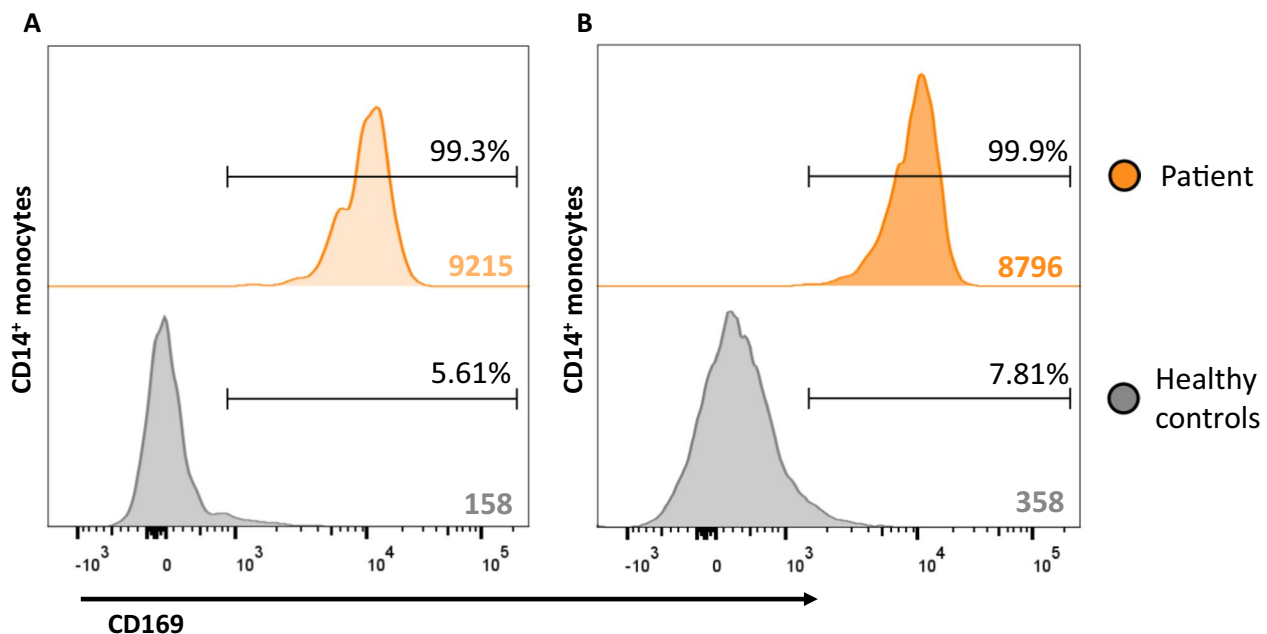 A
B
CD14⁺ monocytes
99.3%
9215
5.61%
158
-10³ 0 10³ 10⁴ 10⁵
CD14⁺ monocytes
99.9%
8796
7.81%
358
-10³ 0 10³ 10⁴ 10⁵
CD169
Patient
Healthy
controls